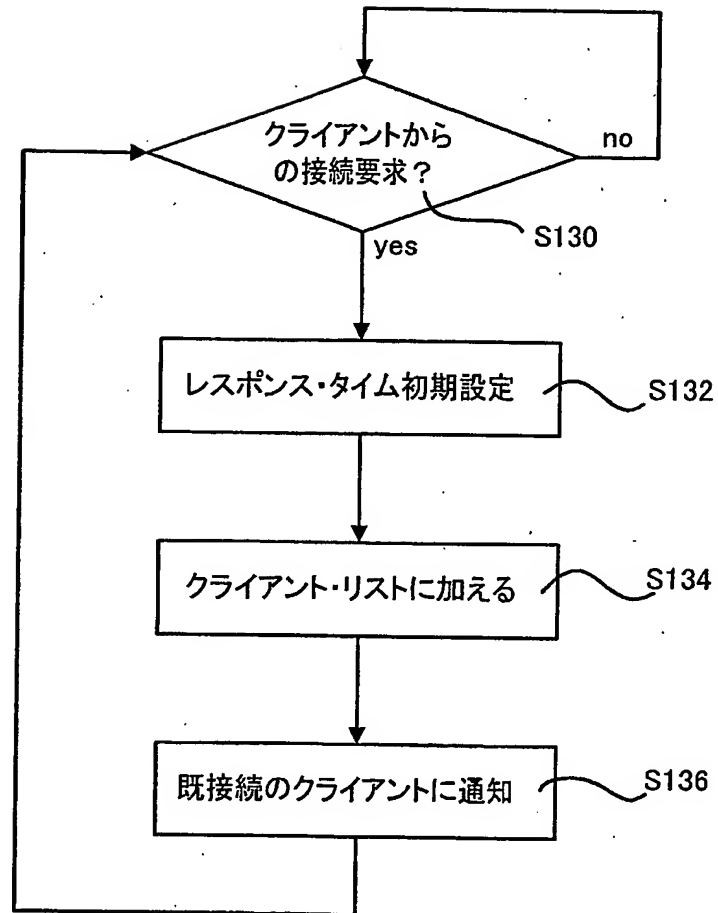 クライアントから
の接続要求？
no
S130
yes
レスポンス・タイム初期設定
S132
クライアント・リストに加える
S134
既接続のクライアントに通知
S136